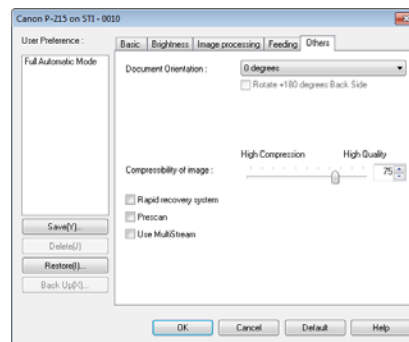 Canon P-215 on STI - 0010
User Preference :
Full Automatic Mode
Save(Y)...
Delete(J)
Restore(I)...
Back Up(X)...
Basic Brightness Image processing Feeding Others
Document Orientation : 0 degrees
Rotate +180 degrees Back Side
High Compression High Quality
Compressibility of image : 75
Rapid recovery system
Prescan
Use MultiStream
OK Cancel Default Help